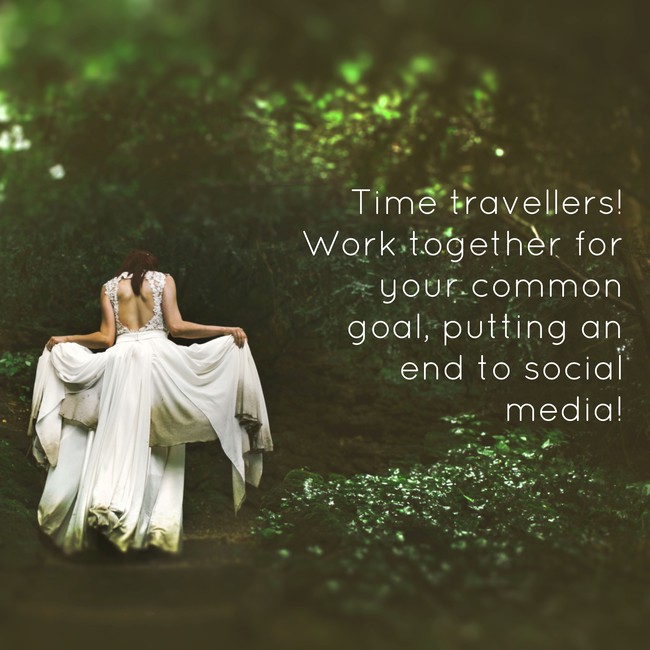 Time travellers!
Work together for
your common
goal, putting an
end to social
media!